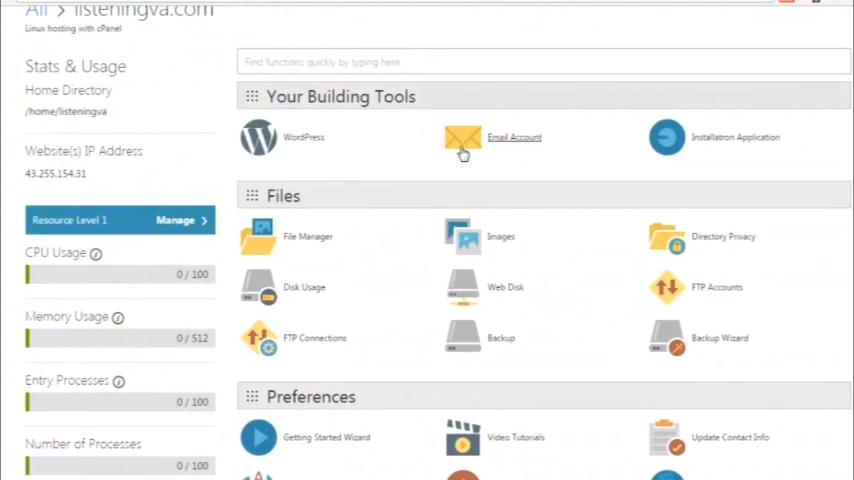 All > listeningva.com
Linux hosting with cPanel
Stats & Usage
Home Directory
/home/listeningva
Website(s) IP Address
43.255.154.31
Resource Level 1 Manage >
CPU Usage
0 / 100
Memory Usage
0 / 512
Entry Processes
0 / 100
Number of Processes
0 / 100
Find functions quickly by typing here.
Your Building Tools
WordPress
Email Account
Installatron Application
Files
File Manager
Images
Directory Privacy
Disk Usage
Web Disk
FTP Accounts
FTP Connections
Backup
Backup Wizard
Preferences
Getting Started Wizard
Video Tutorials
Update Contact Info